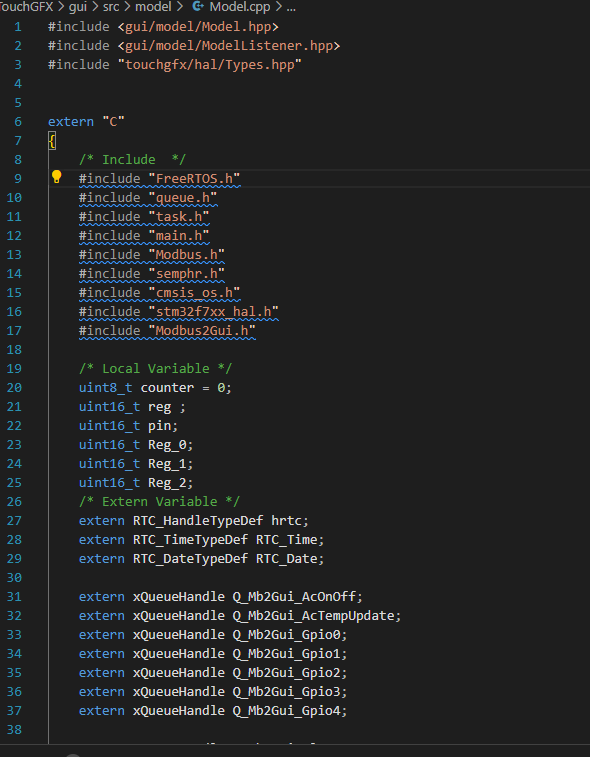 TouchGFX > gui > src > model > Model.cpp > ...
1 #include <gui/model/Model.hpp>
2 #include <gui/model/ModelListener.hpp>
3 #include "touchgfx/hal/Types.hpp"
4
5
6 extern "C"
7 {
8 /* Include  */
9 #include "FreeRTOS.h"
10 #include "queue.h"
11 #include "task.h"
12 #include "main.h"
13 #include "Modbus.h"
14 #include "semphr.h"
15 #include "cmsis_os.h"
16 #include "stm32f7xx_hal.h"
17 #include "Modbus2Gui.h"
18
19 /* Local Variable */
20 uint8_t counter = 0;
21 uint16_t reg ;
22 uint16_t pin;
23 uint16_t Reg_0;
24 uint16_t Reg_1;
25 uint16_t Reg_2;
26 /* Extern Variable */
27 extern RTC_HandleTypeDef hrtc;
28 extern RTC_TimeTypeDef RTC_Time;
29 extern RTC_DateTypeDef RTC_Date;
30
31 extern xQueueHandle Q_Mb2Gui_AcOnOff;
32 extern xQueueHandle Q_Mb2Gui_AcTempUpdate;
33 extern xQueueHandle Q_Mb2Gui_Gpio0;
34 extern xQueueHandle Q_Mb2Gui_Gpio1;
35 extern xQueueHandle Q_Mb2Gui_Gpio2;
36 extern xQueueHandle Q_Mb2Gui_Gpio3;
37 extern xQueueHandle Q_Mb2Gui_Gpio4;
38